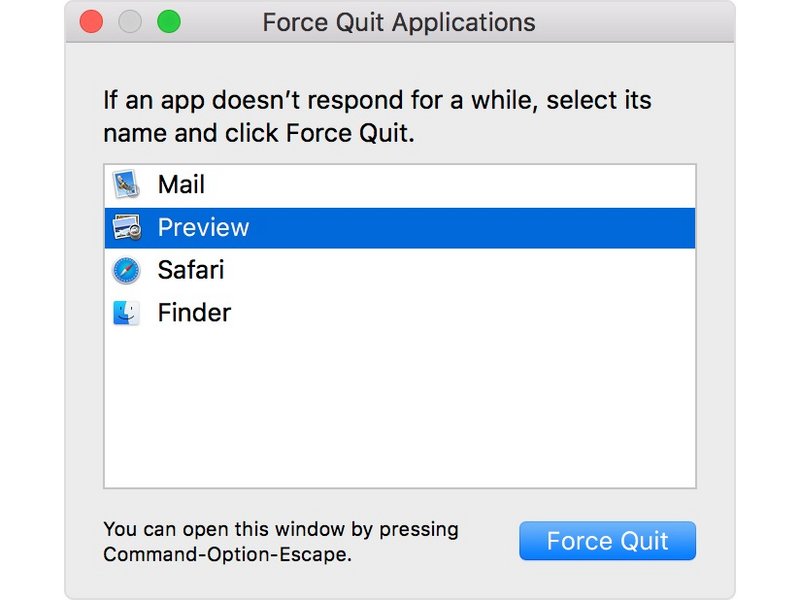 Force Quit Applications
If an app doesn’t respond for a while, select its
name and click Force Quit.
Mail
Preview
Safari
Finder
You can open this window by pressing
Command-Option-Escape.
Force Quit